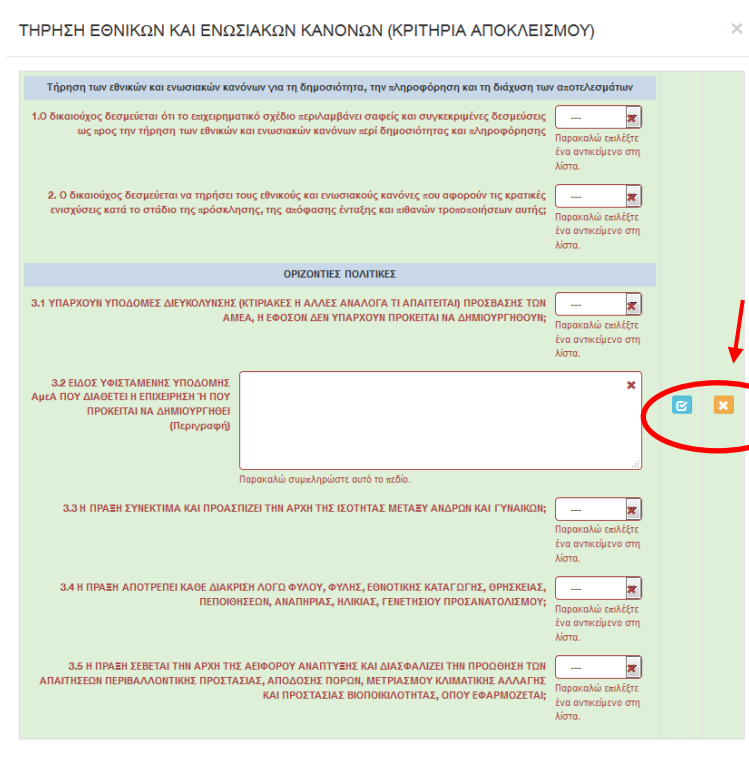 ΤΗΡΗΣΗ ΕΘΝΙΚΩΝ ΚΑΙ ΕΝΩΣΙΑΚΩΝ ΚΑΝΟΝΩΝ (ΚΡΙΤΗΡΙΑ ΑΠΟΚΛΕΙΣΜΟΥ) ×
Τήρηση των εθνικών και ενωσιακών κανόνων για τη δημοσιότητα, την πληροφόρηση και τη διάχυση των αποτελεσμάτων
1.Ο δικαιούχος δεσμεύεται ότι το επιχειρηματικό σχέδιο περιλαμβάνει σαφείς και συγκεκριμένες δεσμεύσεις
ως προς την τήρηση των εθνικών και ενωσιακών κανόνων περί δημοσιότητας και πληροφόρησης
---
Παρακαλώ επιλέξτε
ένα αντικείμενο στη
λίστα.
2. Ο δικαιούχος δεσμεύεται να τηρήσει τους εθνικούς και ενωσιακούς κανόνες που αφορούν τις κρατικές
ενισχύσεις κατά το στάδιο της πρόσκλησης, της απόφασης ένταξης και πιθανών τροποποιήσεων αυτής;
---
Παρακαλώ επιλέξτε
ένα αντικείμενο στη
λίστα.
ΟΡΙΖΟΝΤΙΕΣ ΠΟΛΙΤΙΚΕΣ
3.1 ΥΠΑΡΧΟΥΝ ΥΠΟΔΟΜΕΣ ΔΙΕΥΚΟΛΥΝΣΗΣ (ΚΤΙΡΙΑΚΕΣ Η ΑΛΛΕΣ ΑΝΑΛΟΓΑ ΤΙ ΑΠΑΙΤΕΙΤΑΙ) ΠΡΟΣΒΑΣΗΣ ΤΩΝ
ΑΜΕΑ, Η ΕΦΟΣΟΝ ΔΕΝ ΥΠΑΡΧΟΥΝ ΠΡΟΚΕΙΤΑΙ ΝΑ ΔΗΜΙΟΥΡΓΗΘΟΥΝ;
---
Παρακαλώ επιλέξτε
ένα αντικείμενο στη
λίστα.
3.2 ΕΙΔΟΣ ΥΦΙΣΤΑΜΕΝΗΣ ΥΠΟΔΟΜΗΣ
ΑμεΑ ΠΟΥ ΔΙΑΘΕΤΕΙ Η ΕΠΙΧΕΙΡΗΣΗ Ή ΠΟΥ
ΠΡΟΚΕΙΤΑΙ ΝΑ ΔΗΜΙΟΥΡΓΗΘΕΙ
(Περιγραφή)
Παρακαλώ συμπληρώστε αυτό το πεδίο.
3.3 Η ΠΡΑΞΗ ΣΥΝΕΚΤΙΜΑ ΚΑΙ ΠΡΟΑΣΠΙΖΕΙ ΤΗΝ ΑΡΧΗ ΤΗΣ ΙΣΟΤΗΤΑΣ ΜΕΤΑΞΥ ΑΝΔΡΩΝ ΚΑΙ ΓΥΝΑΙΚΩΝ;
---
Παρακαλώ επιλέξτε
ένα αντικείμενο στη
λίστα.
3.4 Η ΠΡΑΞΗ ΑΠΟΤΡΕΠΕΙ ΚΑΘΕ ΔΙΑΚΡΙΣΗ ΛΟΓΩ ΦΥΛΟΥ, ΦΥΛΗΣ, ΕΘΝΟΤΙΚΗΣ ΚΑΤΑΓΩΓΗΣ, ΘΡΗΣΚΕΙΑΣ,
ΠΕΠΟΙΘΗΣΕΩΝ, ΑΝΑΠΗΡΙΑΣ, ΗΛΙΚΙΑΣ, ΓΕΝΕΤΗΣΙΟΥ ΠΡΟΣΑΝΑΤΟΛΙΣΜΟΥ;
---
Παρακαλώ επιλέξτε
ένα αντικείμενο στη
λίστα.
3.5 Η ΠΡΑΞΗ ΣΕΒΕΤΑΙ ΤΗΝ ΑΡΧΗ ΤΗΣ ΑΕΙΦΟΡΟΥ ΑΝΑΠΤΥΞΗΣ ΚΑΙ ΔΙΑΣΦΑΛΙΖΕΙ ΤΗΝ ΠΡΟΩΘΗΣΗ ΤΩΝ
ΑΠΑΙΤΗΣΕΩΝ ΠΕΡΙΒΑΛΛΟΝΤΙΚΗΣ ΠΡΟΣΤΑΣΙΑΣ, ΑΠΟΔΟΣΗΣ ΠΟΡΩΝ, ΜΕΤΡΙΑΣΜΟΥ ΚΛΙΜΑΤΙΚΗΣ ΑΛΛΑΓΗΣ
ΚΑΙ ΠΡΟΣΤΑΣΙΑΣ ΒΙΟΠΟΙΚΙΛΟΤΗΤΑΣ, ΟΠΟΥ ΕΦΑΡΜΟΖΕΤΑΙ;
---
Παρακαλώ επιλέξτε
ένα αντικείμενο στη
λίστα.